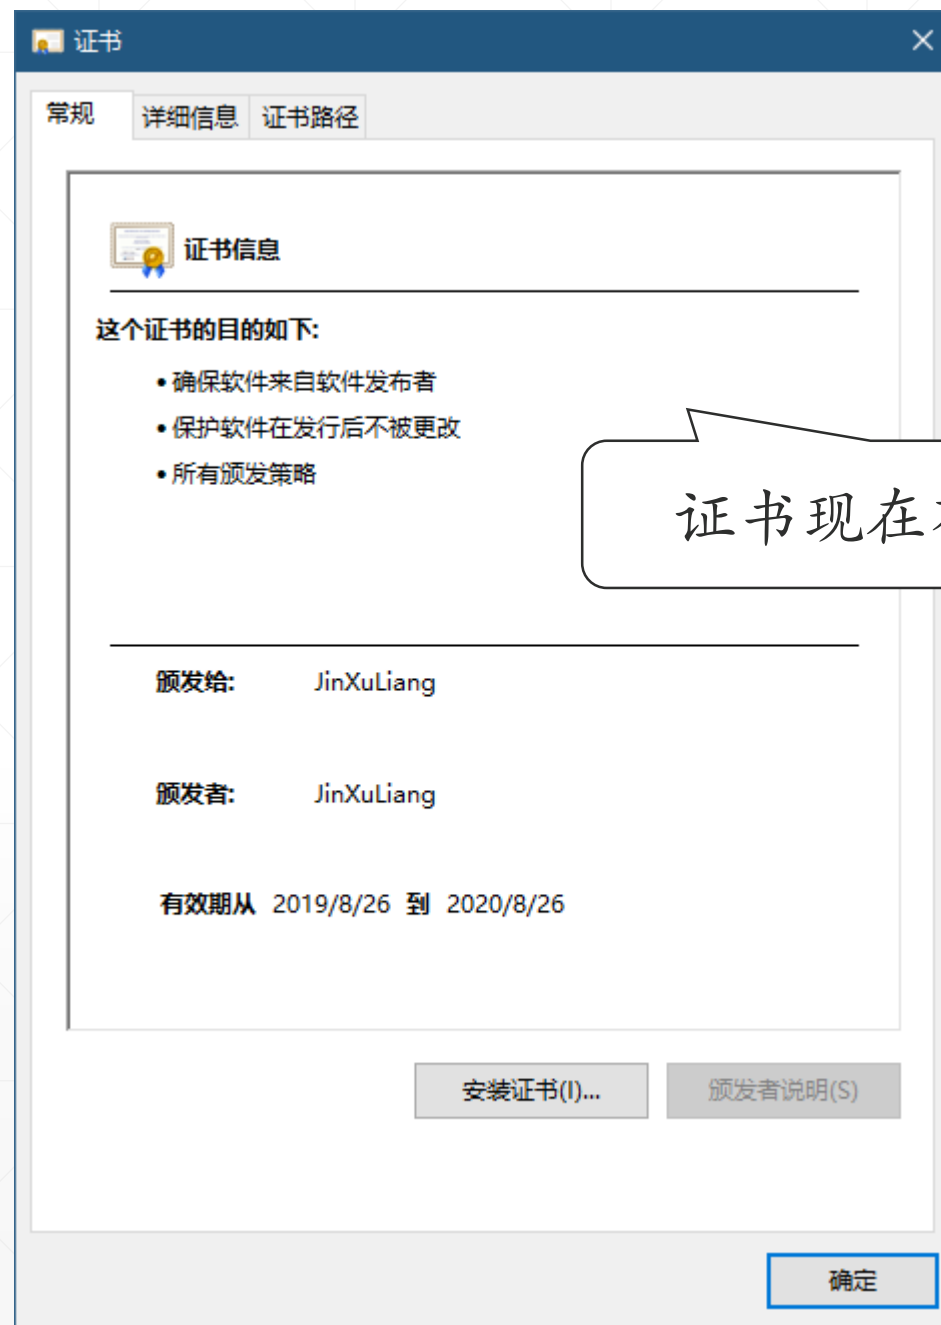 证书
常规 详细信息 证书路径
证书信息
这个证书的目的如下:
• 确保软件来自软件发布者
• 保护软件在发行后不被更改
• 所有颁发策略
证书现在
颁发给: JinXuLiang
颁发者: JinXuLiang
有效期从 2019/8/26 到 2020/8/26
安装证书(I)... 颁发者说明(S)
确定